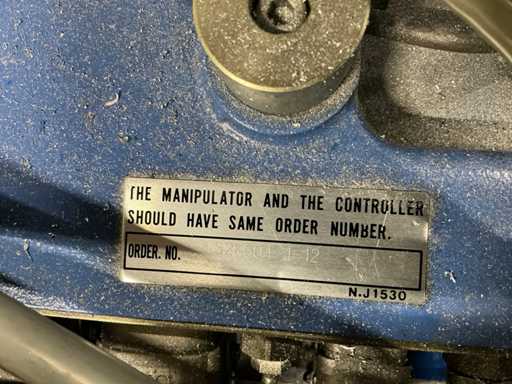 THE MANIPULATOR AND THE CONTROLLER
SHOULD HAVE SAME ORDER NUMBER.
ORDER. NO.
N.J1530